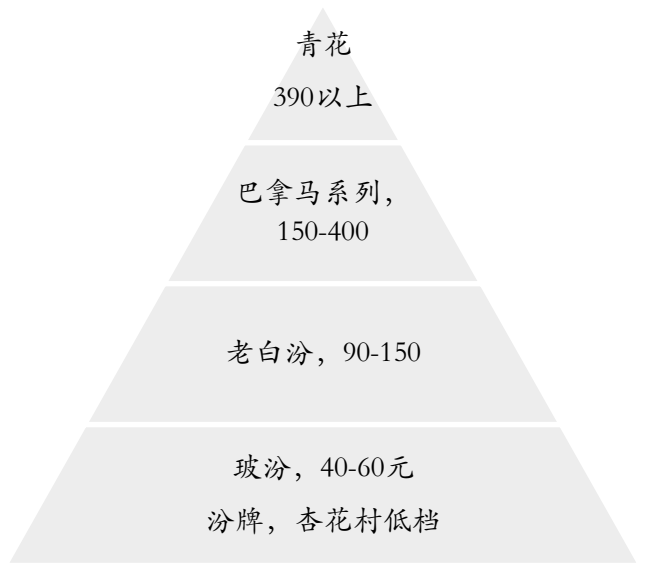 青花
390以上
巴拿马系列，
150-400
老白汾，90-150
玻汾，40-60元
汾牌，杏花村低档